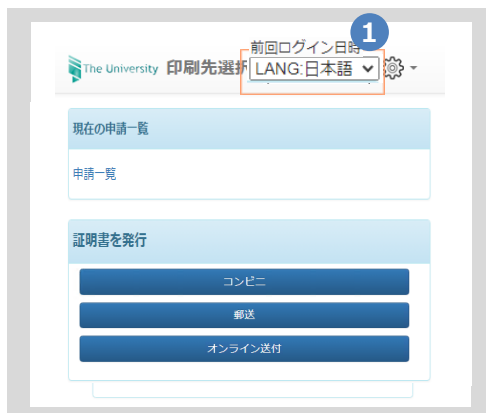 1
前回ログイン日時
The University 印刷先選択 LANG:日本語
現在の申請一覧
申請一覧
証明書を発行
コンビニ
郵送
オンライン送付